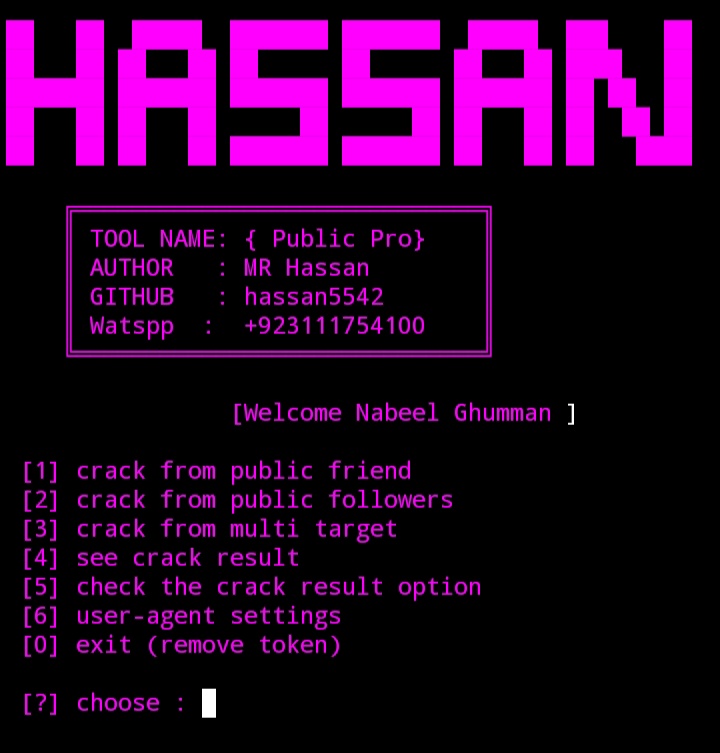 HASSAN
TOOL NAME: { Public Pro}
AUTHOR : MR Hassan
GITHUB : hassan5542
Watspp : +923111754100
[Welcome Nabeel Ghumman ]
[1] crack from public friend
[2] crack from public followers
[3] crack from multi target
[4] see crack result
[5] check the crack result option
[6] user-agent settings
[0] exit (remove token)
[?] choose :